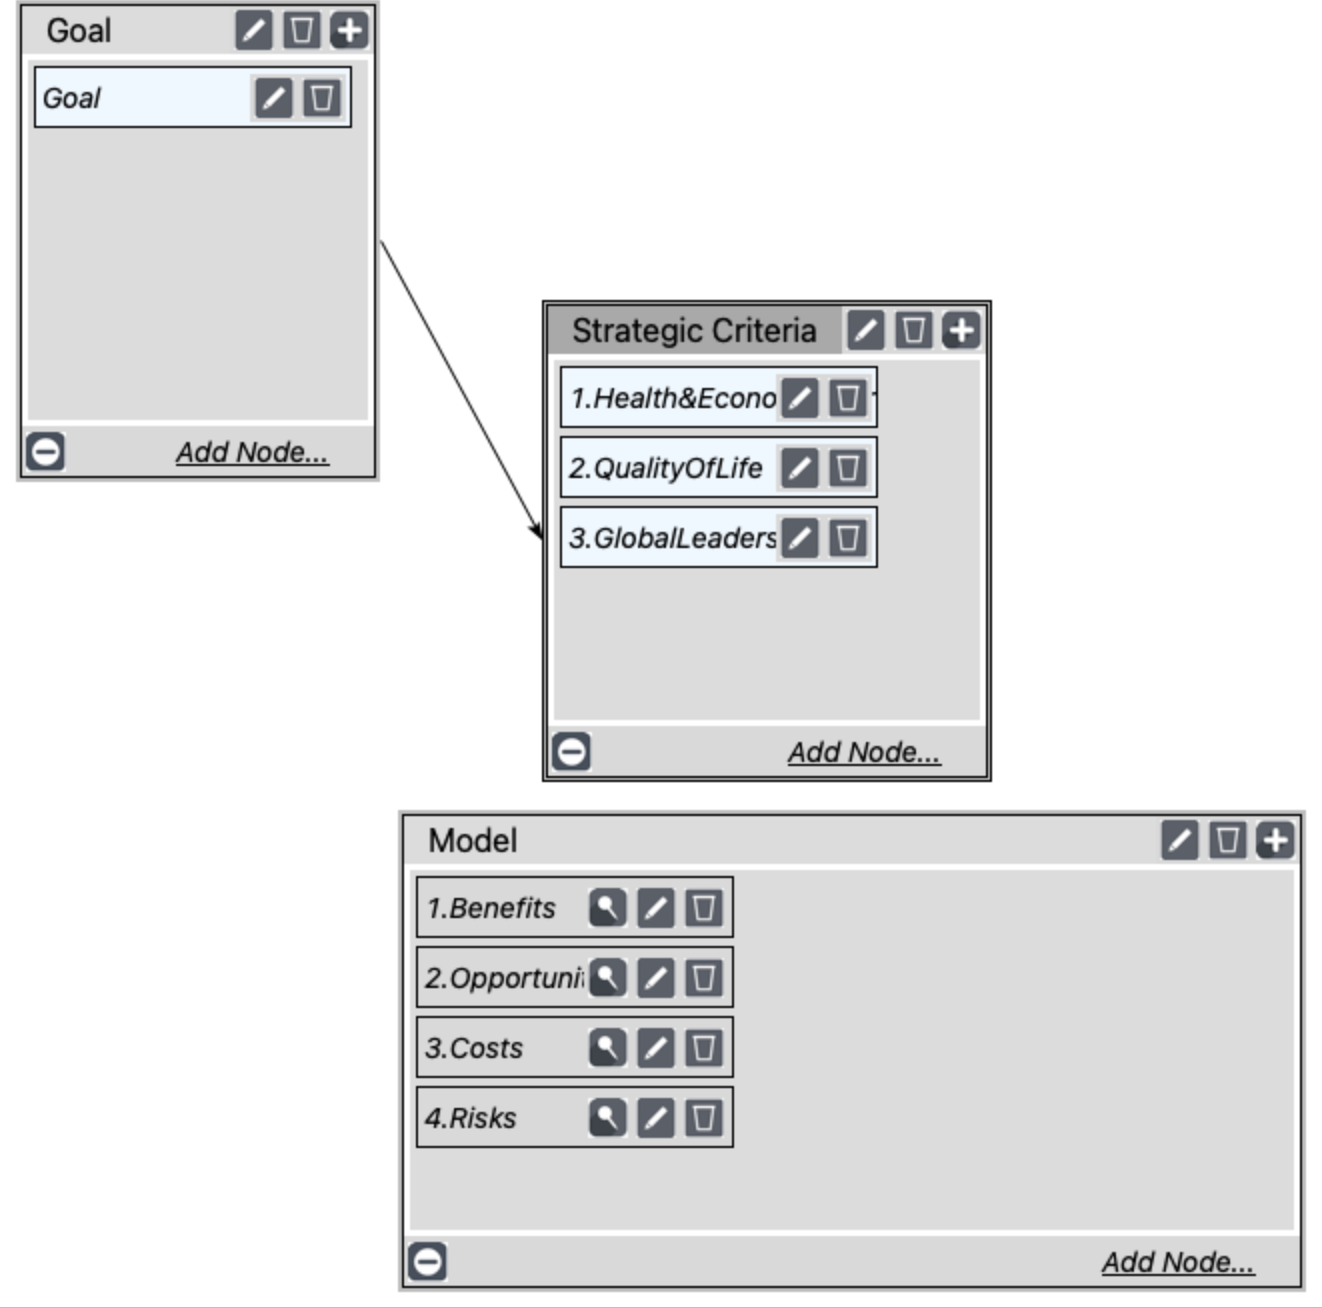 Goal
Goal
Add Node...
Strategic Criteria
1.Health&Econo
2.QualityOfLife
3.GlobalLeaders
Add Node...
Model
1.Benefits
2.Opportuni
3.Costs
4.Risks
Add Node...